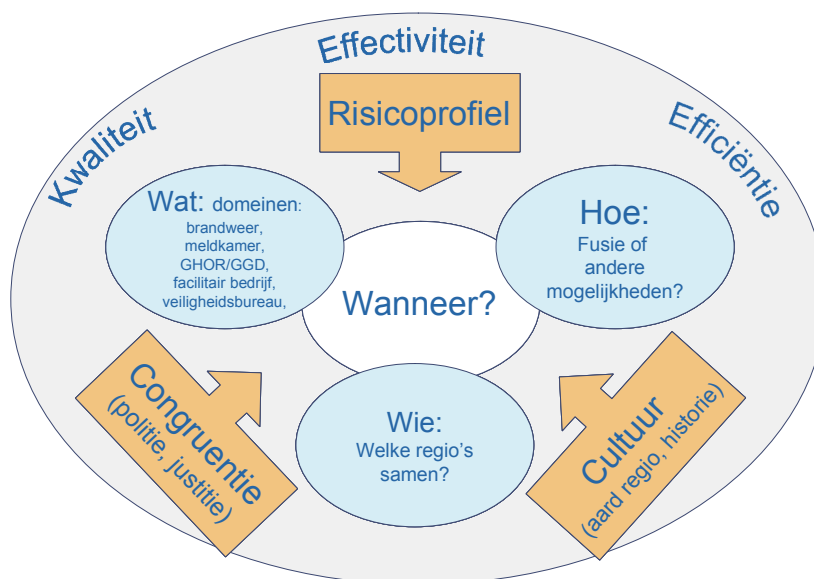 Effectiviteit
Kwaliteit
Efficiëntie
Risicoprofiel
Wat: domeinen:
brandweer,
meldkamer,
GHOR/GGD,
facilitair bedrijf,
veiligheidsbureau,
Hoe:
Fusie of
andere
mogelijkheden?
Wanneer?
Congruentie
(politie, justitie)
Wie:
Welke regio's
samen?
Cultuur
(aard regio, historie)